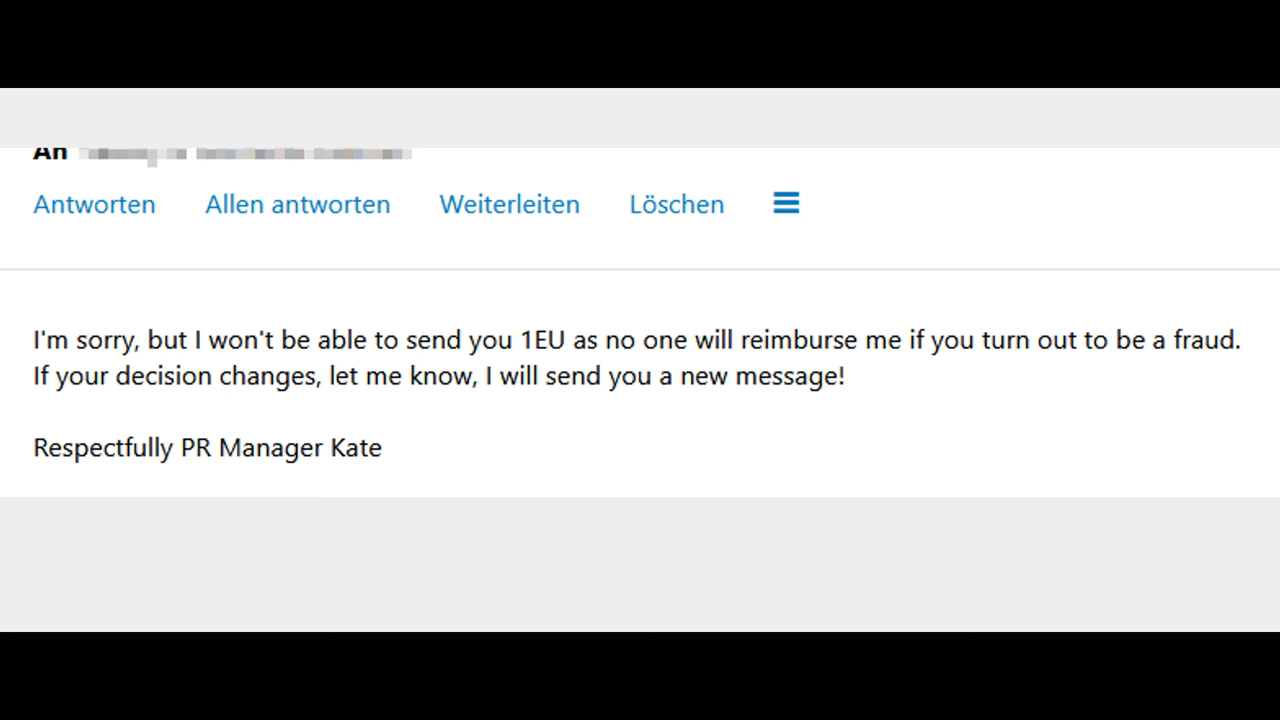 An
Antworten Allen antworten Weiterleiten Löschen
I'm sorry, but I won't be able to send you 1EU as no one will reimburse me if you turn out to be a fraud.
If your decision changes, let me know, I will send you a new message!
Respectfully PR Manager Kate